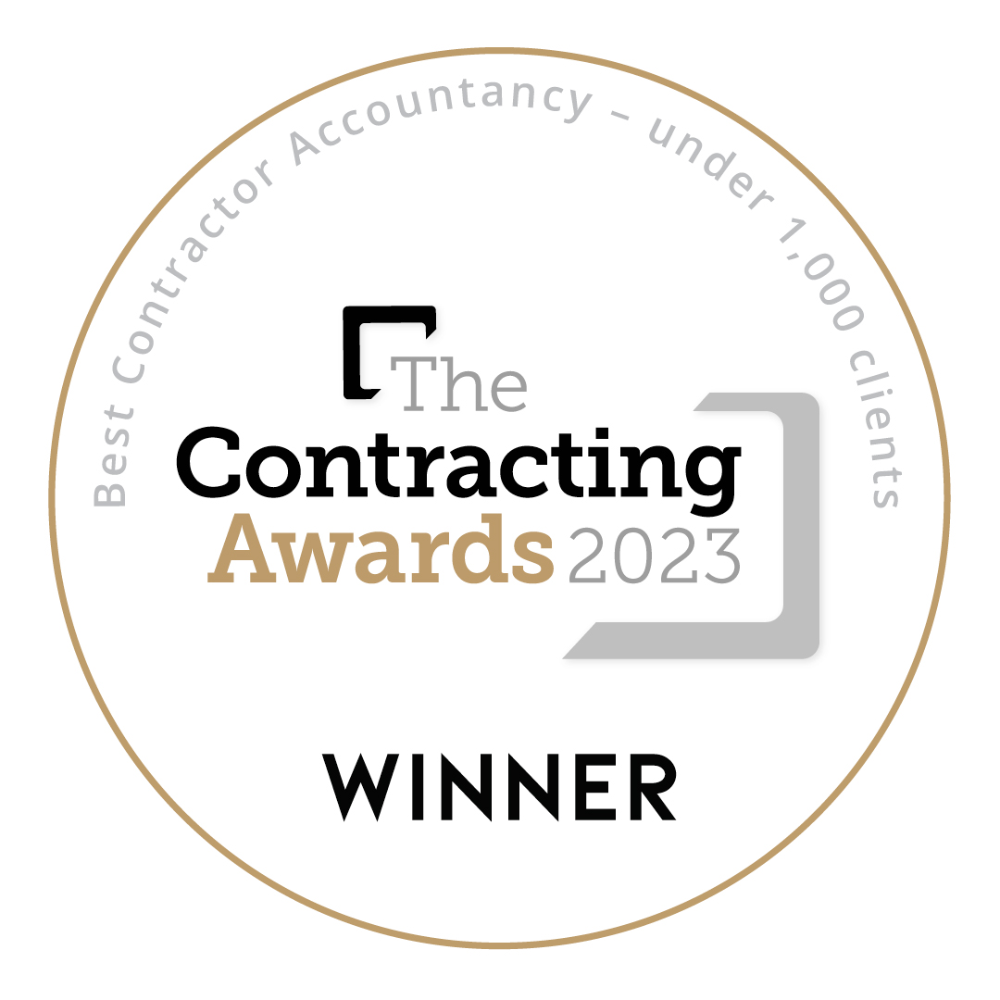 Best Contractor Accountancy – under 1,000 clients
The
Contracting
Awards 2023
WINNER